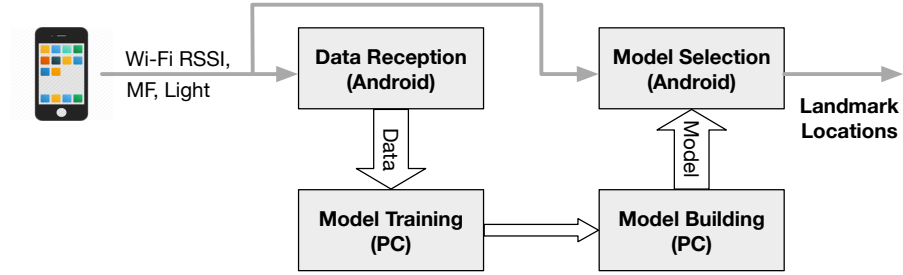 Wi-Fi RSSI,
MF, Light
Data Reception
(Android)
Model Selection
(Android)
Landmark
Locations
Data
Model
Model Training
(PC)
Model Building
(PC)